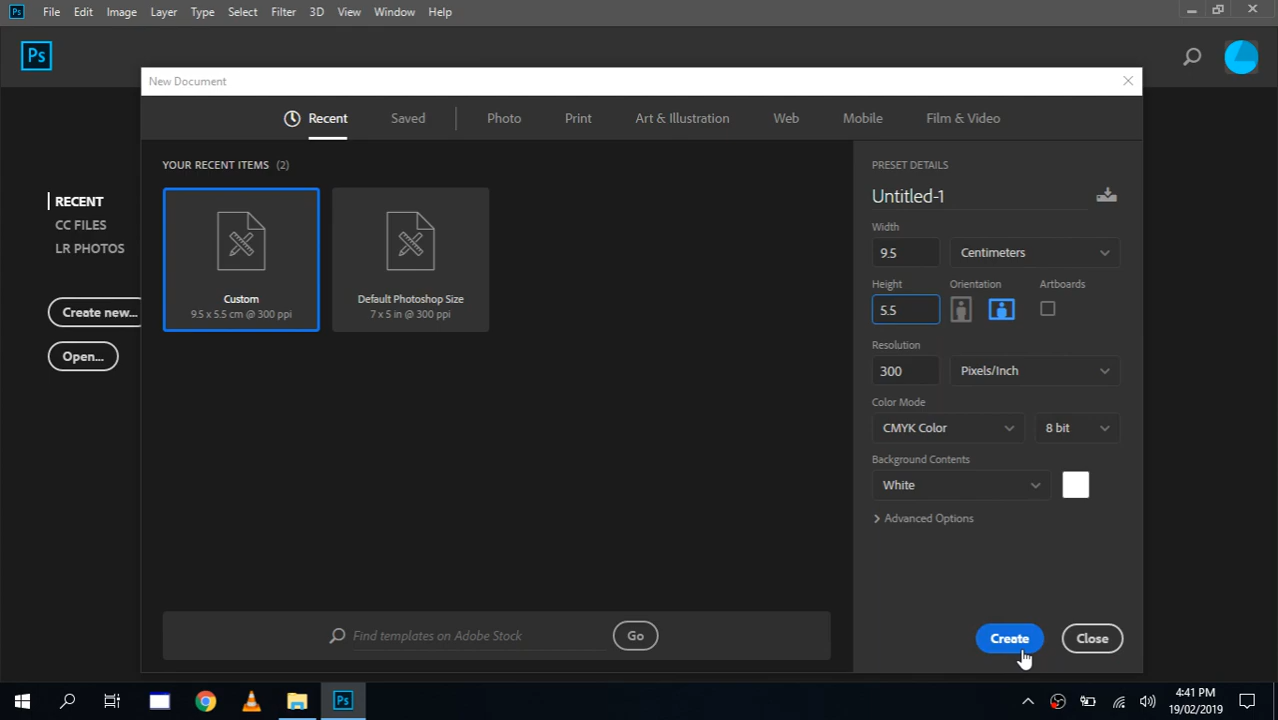 Ps File Edit Image Layer Type Select Filter 3D View Window Help
Ps
New Document
Recent Saved Photo Print Art & Illustration Web Mobile Film & Video
YOUR RECENT ITEMS (2)
Custom
9.5 x 5.5 cm @ 300 ppi
Default Photoshop Size
7 x 5 in @ 300 ppi
RECENT
CC FILES
LR PHOTOS
Create new...
Open...
PRESET DETAILS
Untitled-1
Width
9.5 Centimeters
Height Orientation Artboards
5.5
Resolution
300 Pixels/Inch
Color Mode
CMYK Color 8 bit
Background Contents
White
Advanced Options
Find templates on Adobe Stock Go
Create Close
Ps
4:41 PM
19/02/2019